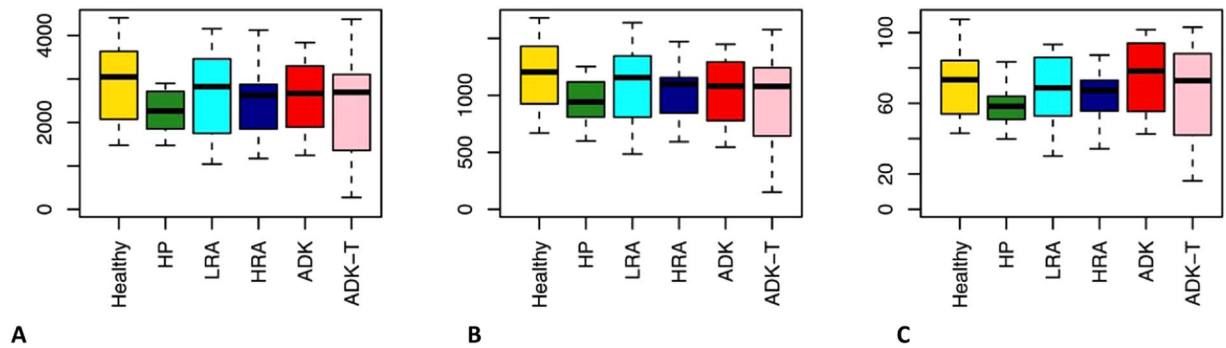 0 2000 4000
Healthy HP LRA HRA ADK ADK-T
A
0 500 1000
Healthy HP LRA HRA ADK ADK-T
B
0 20 60 100
Healthy HP LRA HRA ADK ADK-T
C